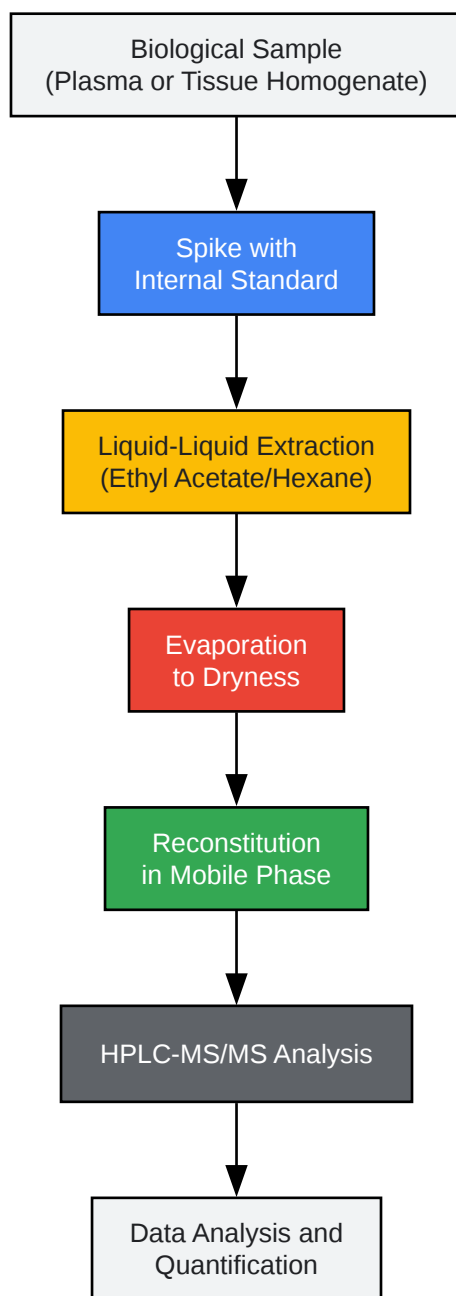 Biological Sample
(Plasma or Tissue Homogenate)
Spike with
Internal Standard
Liquid-Liquid Extraction
(Ethyl Acetate/Hexane)
Evaporation
to Dryness
Reconstitution
in Mobile Phase
HPLC-MS/MS Analysis
Data Analysis and
Quantification